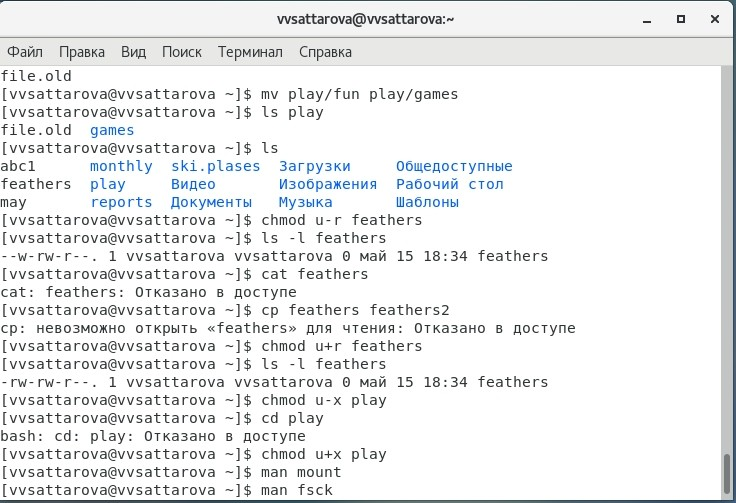 vvsattarova@vvsattarova:~
Файл Правка Вид Поиск Терминал Справка
file.old
[vvsattarova@vvsattarova ~]$ mv play/fun play/games
[vvsattarova@vvsattarova ~]$ ls play
file.old  games
[vvsattarova@vvsattarova ~]$ ls
abc1      monthly  ski.plases  Загрузки     Общедоступные
feathers  play     Видео       Изображения  Рабочий стол
may       reports  Документы   Музыка       Шаблоны
[vvsattarova@vvsattarova ~]$ chmod u-r feathers
[vvsattarova@vvsattarova ~]$ ls -l feathers
--w-rw-r--. 1 vvsattarova vvsattarova 0 май 15 18:34 feathers
[vvsattarova@vvsattarova ~]$ cat feathers
cat: feathers: Отказано в доступе
[vvsattarova@vvsattarova ~]$ cp feathers feathers2
cp: невозможно открыть «feathers» для чтения: Отказано в доступе
[vvsattarova@vvsattarova ~]$ chmod u+r feathers
[vvsattarova@vvsattarova ~]$ ls -l feathers
-rw-rw-r--. 1 vvsattarova vvsattarova 0 май 15 18:34 feathers
[vvsattarova@vvsattarova ~]$ chmod u-x play
[vvsattarova@vvsattarova ~]$ cd play
bash: cd: play: Отказано в доступе
[vvsattarova@vvsattarova ~]$ chmod u+x play
[vvsattarova@vvsattarova ~]$ man mount
[vvsattarova@vvsattarova ~]$ man fsck